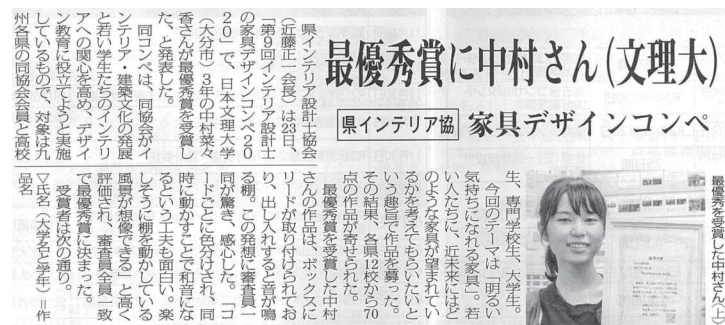 最優秀賞に中村さん(文理大)
県インテリア協 家具デザインコンペ
県インテリア設計士協会
(近藤正一会長)は23日、
「第9回インテリア設計士
の家具デザインコンペ20
20」で、日本文理大学
(大分市)3年の中村菜々
香さんが最優秀賞を受賞し
た、と発表した。
同コンペは、同協会がイ
ンテリア・建築文化の発展
と若い学生たちのインテリ
アへの関心を高め、デザイ
ン教育に役立てようと実施
しているもので、対象は九
州各県の同協会会員と高校
生、専門学校生、大学生。
今回のテーマは「明るい
気持ちになれる家具」。若
い人たちに、近未来にはど
のような家具が望まれてい
るかを考えてもらいたいと
いう趣旨で作品を募った。
その結果、各県12校から70
点の作品が寄せられた。
最優秀賞を受賞した中村
さんの作品は、ボックスに
リードが取り付けられてお
り、出し入れすると音が鳴
る棚。この発想に審査員一
同が驚き、感心した。「コ
ードごとに色分けされ、同
時に動かすことで和音にな
るという工夫も面白い。楽
しそうに棚を動かしている
風景が想像できる」と高く
評価され、審査員全員一致
で最優秀賞に決まった。
受賞者は次の通り。
▽氏名(大学名と学年)=作
品名
最優秀を受賞した中村さん(上)